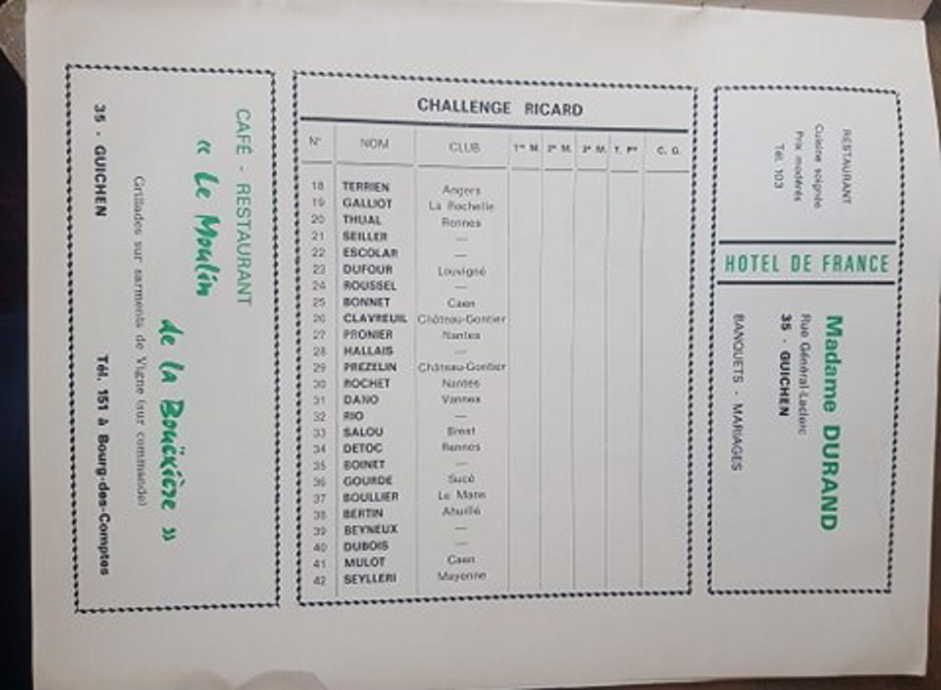 CAFÉ - RESTAURANT
« Le Moulin
de la Bouëxière »
Grillades sur sarments de Vigne (sur commande)
35 - GUICHEN Tél. 151 à Bourg-des-Comptes
CHALLENGE RICARD
N° NOM CLUB 1re M. 2e M. 3e M. T. Pts C. G.
18 TERRIEN Angers
19 GALLIOT La Rochelle
20 THUAL Rennes
21 SEILLER —
22 ESCOLAR —
23 DUFOUR Louvigné
24 ROUSSEL —
25 BONNET Caen
26 CLAVREUIL Château-Gontier
27 PRONIER Nantes
28 HALLAIS —
29 PREZELIN Château-Gontier
30 ROCHET Nantes
31 DANO Vannes
32 RIO —
33 SALOU Brest
34 DETOC Rennes
35 BOINET —
36 GOURDE Sucé
37 BOULLIER Le Mans
38 BERTIN Ahuillé
39 BEYNEUX —
40 DUBOIS —
41 MULOT Caen
42 SEYLLERI Mayenne
RESTAURANT
Cuisine soignée
Prix modérés
Tél. 103
HOTEL DE FRANCE
Madame DURAND
Rue Général-Leclerc
35 - GUICHEN
BANQUETS - MARIAGES